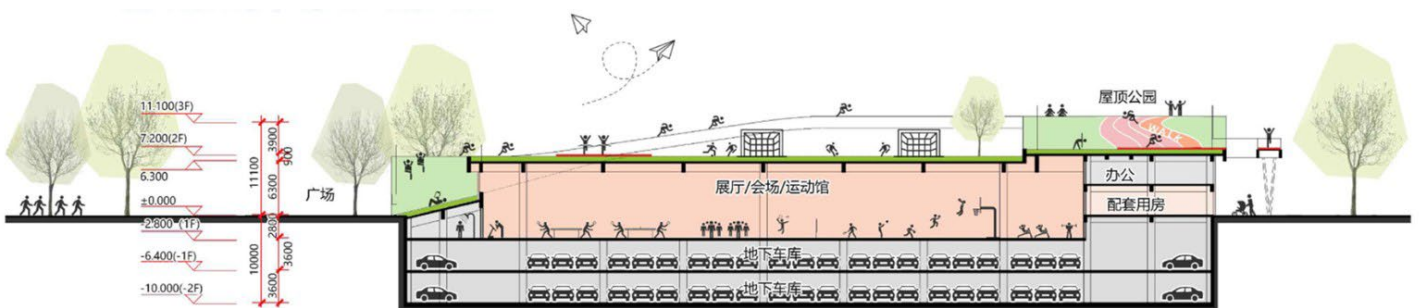 屋顶公园
WALK
11.100(3F)
7.200(2F)
6.300
±0.000
-2.800 (1F)
-6.400(-1F)
-10.000(-2F)
11100
10000
3900
900
6300
2800
3600
3600
广场
展厅/会场/运动馆
办公
配套用房
地下车库
地下车库